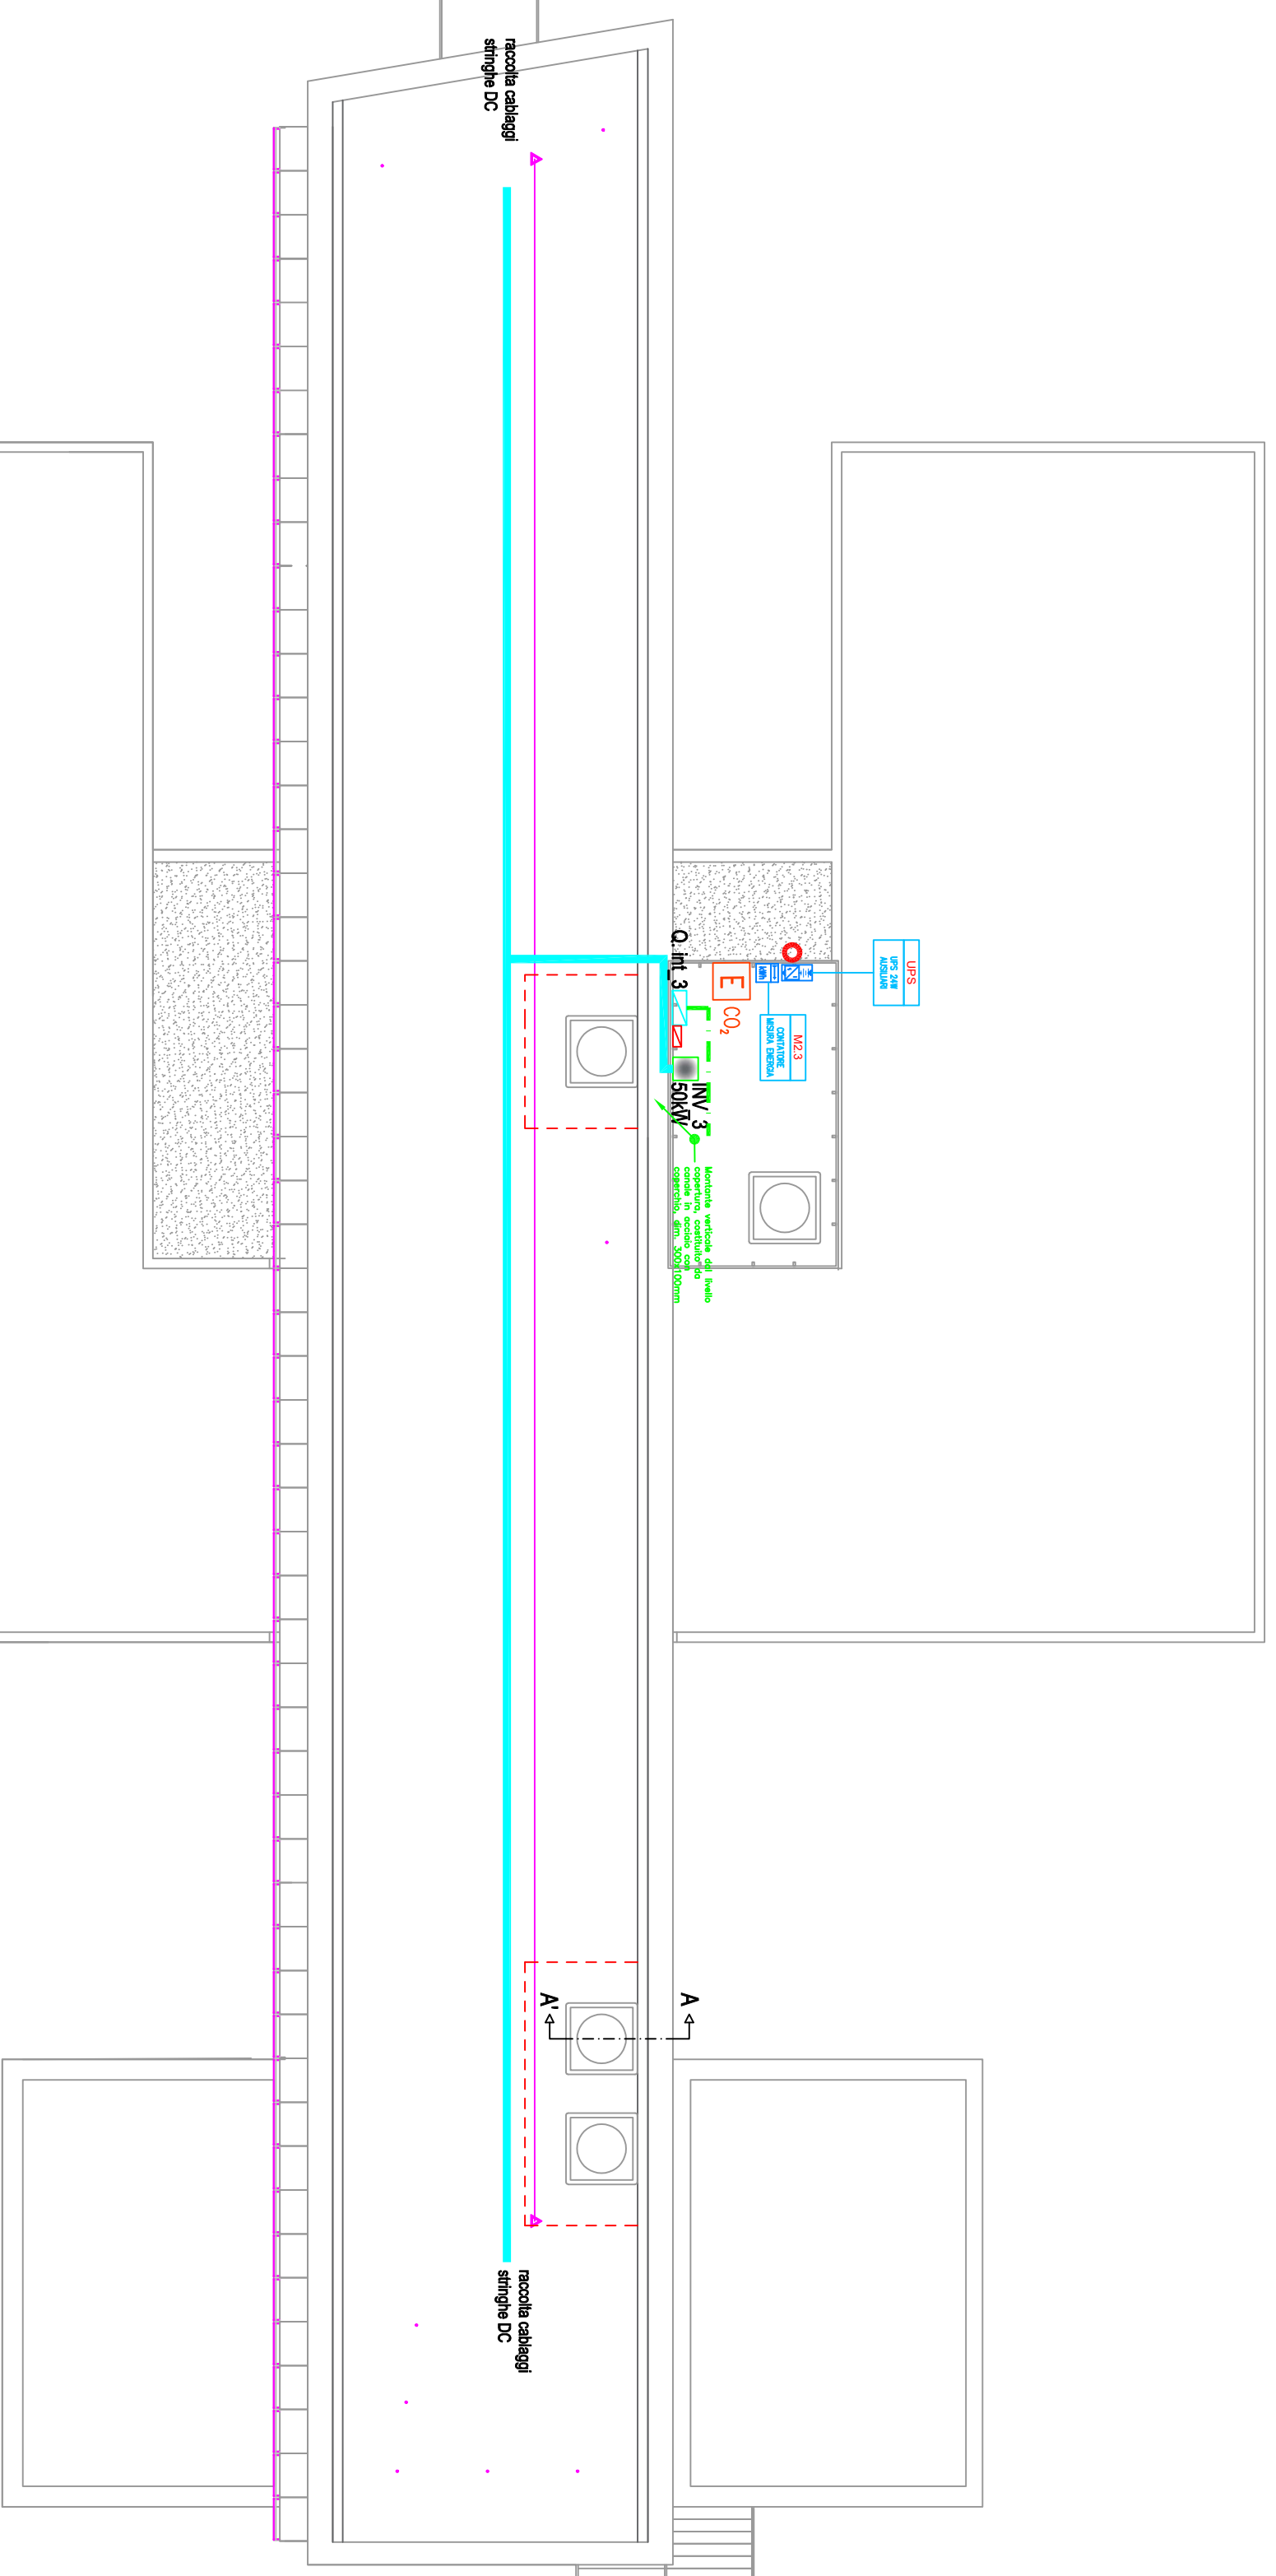 raccolta cablaggi
stringhe DC
UPS
UPS 2kW
AUSILIARI
M2.3
CONTATORE
MISURA ENERGIA
kWh
E
CO₂
Q. int_3
INV_3
50kW
Montante verticale dal livello
copertura, costituito da
canale in acciaio con
coperchio, dim. 300x100mm
A
A'
raccolta cablaggi
stringhe DC